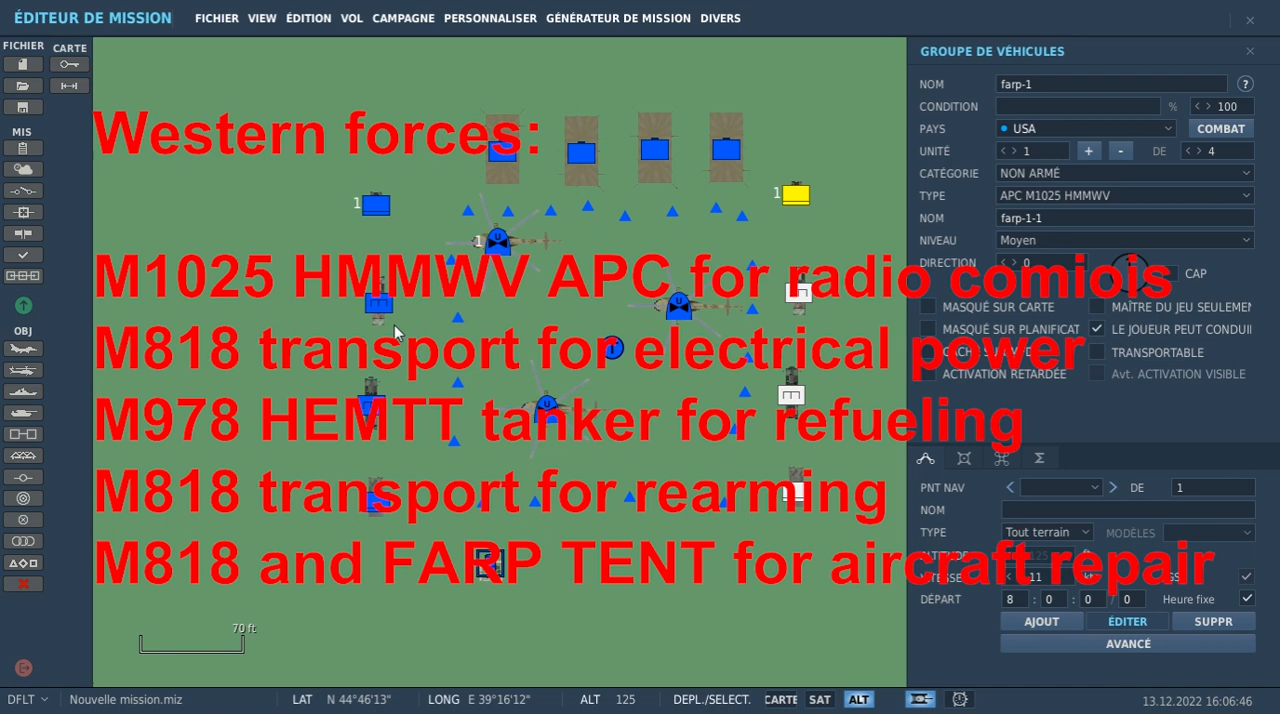 ÉDITEUR DE MISSION FICHIER VIEW ÉDITION VOL CAMPAGNE PERSONNALISER GÉNÉRATEUR DE MISSION DIVERS
FICHIER CARTE
MIS
OBJ
Western forces:
M1025 HMMWV APC for radio comiois
M818 transport for electrical power
M978 HEMTT tanker for refueling
M818 transport for rearming
M818 and FARP TENT for aircraft repair
1
1
1
70 ft
GROUPE DE VÉHICULES
NOM farp-1 ?
CONDITION % < > 100
PAYS USA COMBAT
UNITÉ < > 1 + - DE < > 4
CATÉGORIE NON ARMÉ
TYPE APC M1025 HMMWV
NOM farp-1-1
NIVEAU Moyen
DIRECTION < > 0 CAP
MASQUÉ SUR CARTE MAÎTRE DU JEU SEULEMEN
MASQUÉ SUR PLANIFICAT LE JOUEUR PEUT CONDUI
TRANSPORTABLE
ACTIVATION RETARDÉE Avt. ACTIVATION VISIBLE
PNT NAV < > DE 1
NOM
TYPE Tout terrain MODÈLES
DÉPART 8 : 0 : 0 / 0 Heure fixe
AJOUT ÉDITER SUPPR
AVANCÉ
DFLT Nouvelle mission.miz LAT N 44°46'13" LONG E 39°16'12" ALT 125 DEPL./SELECT. CARTE SAT ALT 13.12.2022 16:06:46